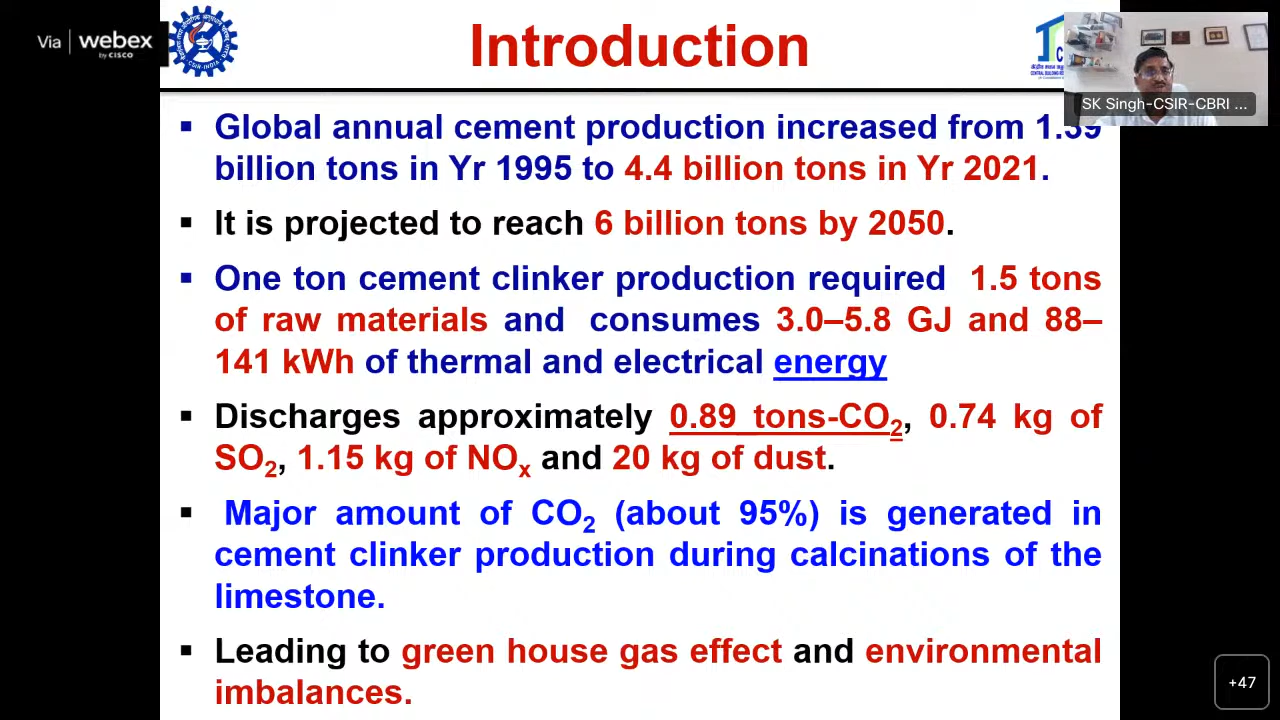 Via | webex
by CISCO
CSIR-INDIA
Introduction
SK Singh-CSIR-CBRI ...
▪ Global annual cement production increased from 1.39
billion tons in Yr 1995 to 4.4 billion tons in Yr 2021.
▪ It is projected to reach 6 billion tons by 2050.
▪ One ton cement clinker production required 1.5 tons
of raw materials and consumes 3.0–5.8 GJ and 88–
141 kWh of thermal and electrical energy
▪ Discharges approximately 0.89 tons-CO₂, 0.74 kg of
SO₂, 1.15 kg of NOₓ and 20 kg of dust.
▪ Major amount of CO₂ (about 95%) is generated in
cement clinker production during calcinations of the
limestone.
▪ Leading to green house gas effect and environmental
imbalances.
+47